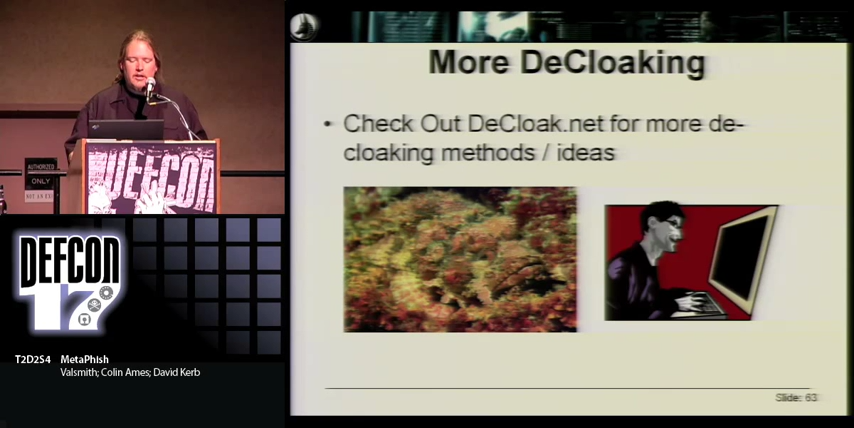 More DeCloaking
• Check Out DeCloak.net for more de-
cloaking methods / ideas
Slide: 63
AUTHORIZED
ONLY
DEFCON
DEFCON
17
T2D2S4 MetaPhish
Valsmith; Colin Ames; David Kerb